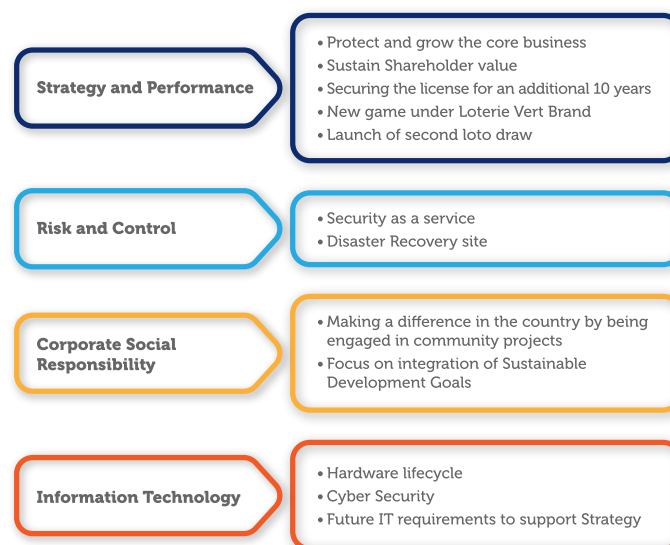 Strategy and Performance
• Protect and grow the core business
• Sustain Shareholder value
• Securing the license for an additional 10 years
• New game under Loterie Vert Brand
• Launch of second loto draw
Risk and Control
• Security as a service
• Disaster Recovery site
Corporate Social
Responsibility
• Making a difference in the country by being
engaged in community projects
• Focus on integration of Sustainable
Development Goals
Information Technology
• Hardware lifecycle
• Cyber Security
• Future IT requirements to support Strategy